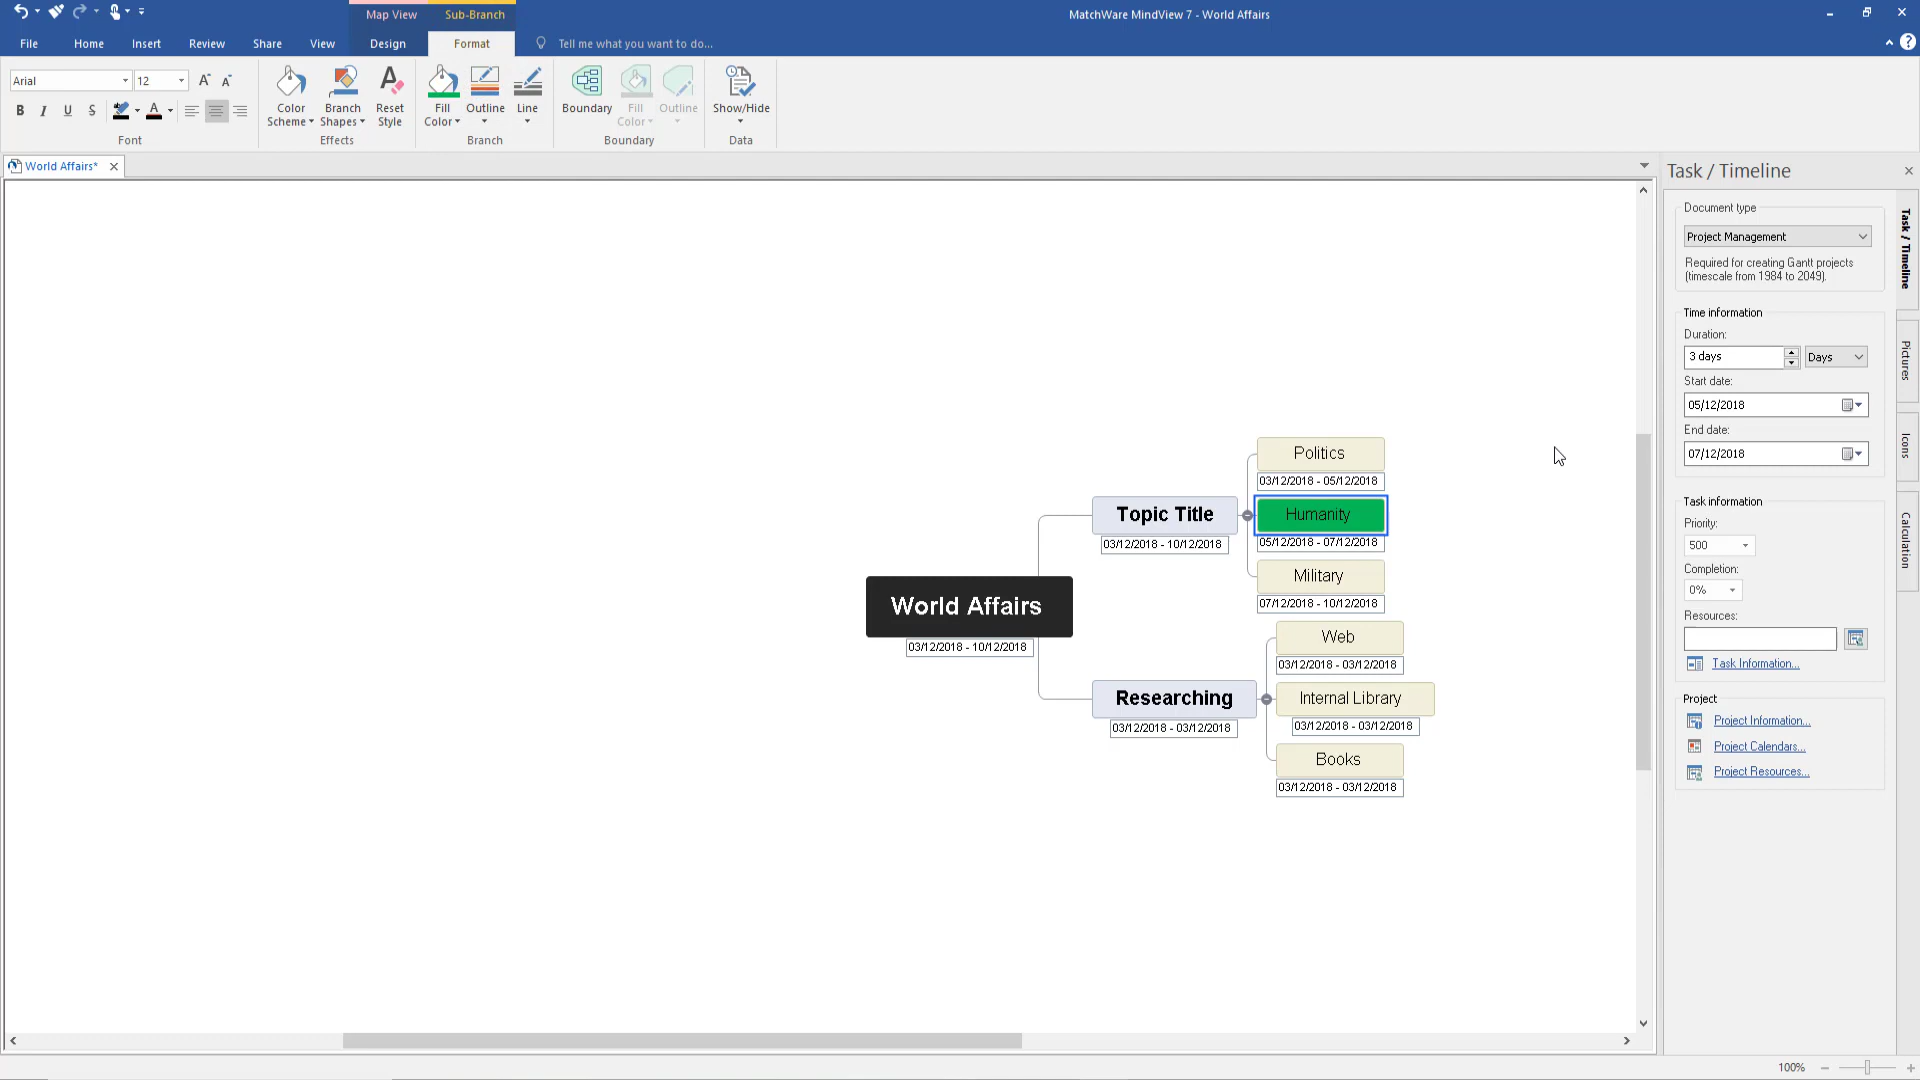 Map View
Sub-Branch
MatchWare MindView 7 - World Affairs
File
Home
Insert
Review
Share
View
Design
Format
Tell me what you want to do...
Arial
12
A
A
B
I
U
S
A
Color Scheme
Branch Shapes
Reset Style
Fill Color
Outline
Line
Boundary
Fill Color
Outline
Show/Hide
Font
Effects
Branch
Boundary
Data
World Affairs*
Task / Timeline
Document type
Project Management
Required for creating Gantt projects
(timescale from 1984 to 2049).
Time information
Duration:
3 days
Days
Start date:
05/12/2018
End date:
07/12/2018
Task information
Priority:
500
Completion:
0%
Resources:
Task Information...
Project
Project Information...
Project Calendars...
Project Resources...
Task / Timeline
Pictures
Icons
Calculation
Politics
03/12/2018 - 05/12/2018
Topic Title
03/12/2018 - 10/12/2018
Humanity
05/12/2018 - 07/12/2018
Military
07/12/2018 - 10/12/2018
World Affairs
03/12/2018 - 10/12/2018
Web
03/12/2018 - 03/12/2018
Researching
03/12/2018 - 03/12/2018
Internal Library
03/12/2018 - 03/12/2018
Books
03/12/2018 - 03/12/2018
100%